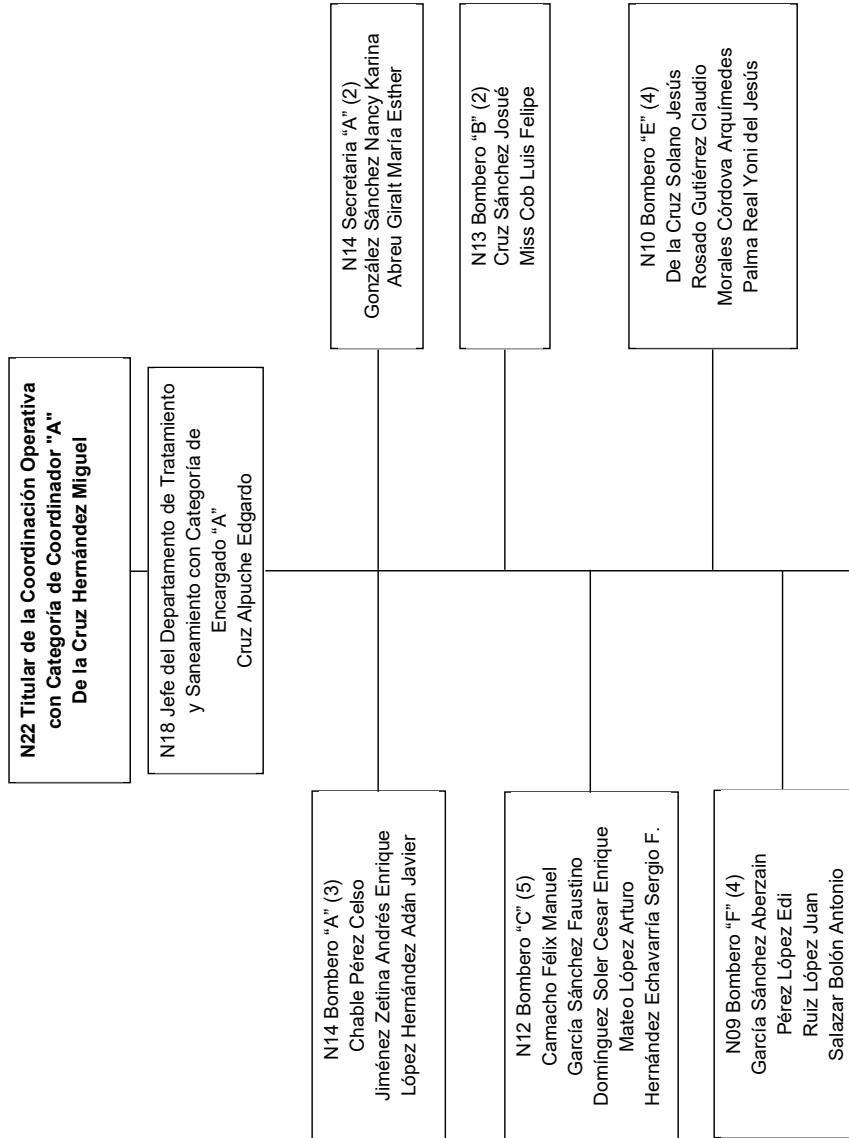 N22 Titular de la Coordinación Operativa
con Categoría de Coordinador "A"
De la Cruz Hernández Miguel
N18 Jefe del Departamento de Tratamiento
y Saneamiento con Categoría de
Encargado “A”
Cruz Alpuche Edgardo
N14 Bombero “A” (3)
Chable Pérez Celso
Jiménez Zetina Andrés Enrique
López Hernández Adán Javier
N14 Secretaria “A” (2)
González Sánchez Nancy Karina
Abreu Giralt María Esther
N13 Bombero “B” (2)
Cruz Sánchez Josué
Miss Cob Luis Felipe
N12 Bombero “C” (5)
Camacho Félix Manuel
García Sánchez Faustino
Domínguez Soler Cesar Enrique
Mateo López Arturo
Hernández Echavarría Sergio F.
N10 Bombero “E” (4)
De la Cruz Solano Jesús
Rosado Gutiérrez Claudio
Morales Córdova Arquímedes
Palma Real Yoni del Jesús
N09 Bombero “F” (4)
García Sánchez Aberzain
Pérez López Edi
Ruiz López Juan
Salazar Bolón Antonio